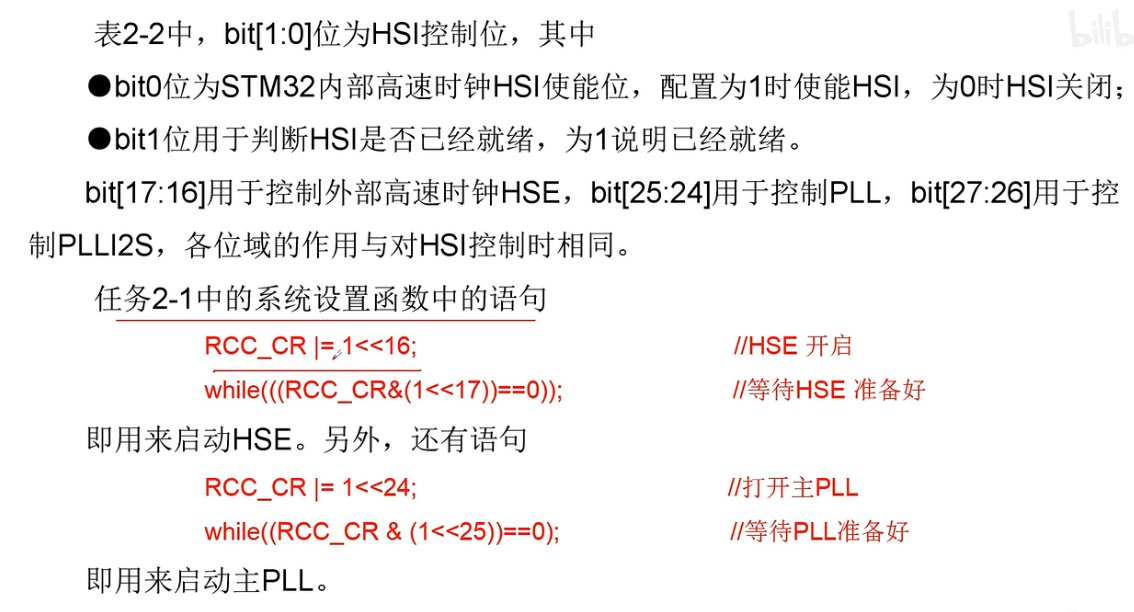 bilib
表2-2中，bit[1:0]位为HSI控制位，其中
●bit0位为STM32内部高速时钟HSI使能位，配置为1时使能HSI，为0时HSI关闭；
●bit1位用于判断HSI是否已经就绪，为1说明已经就绪。
bit[17:16]用于控制外部高速时钟HSE，bit[25:24]用于控制PLL，bit[27:26]用于控
制PLLI2S，各位域的作用与对HSI控制时相同。
任务2-1中的系统设置函数中的语句
RCC_CR |= 1<<16; //HSE 开启
while(((RCC_CR&(1<<17))==0)); //等待HSE 准备好
即用来启动HSE。另外，还有语句
RCC_CR |= 1<<24; //打开主PLL
while((RCC_CR & (1<<25))==0); //等待PLL准备好
即用来启动主PLL。